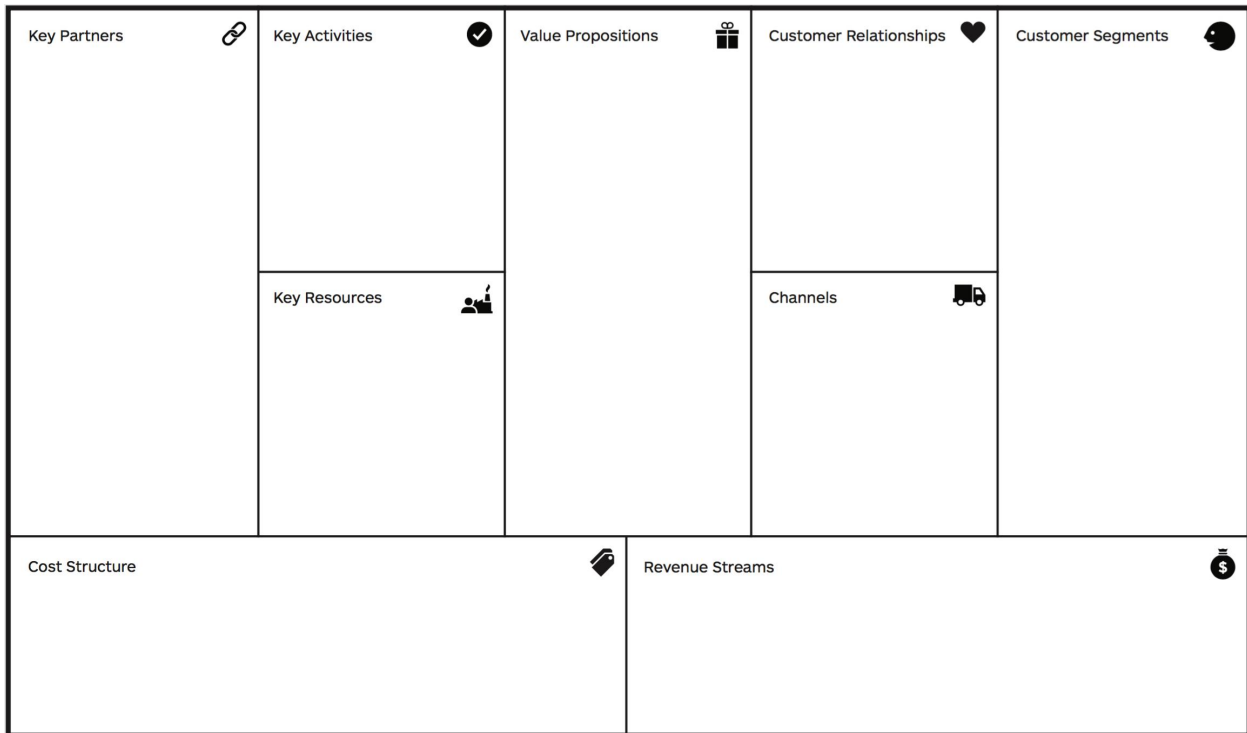 Key Partners
Key Activities
Value Propositions
Customer Relationships
Customer Segments
Key Resources
Channels
Cost Structure
Revenue Streams
$